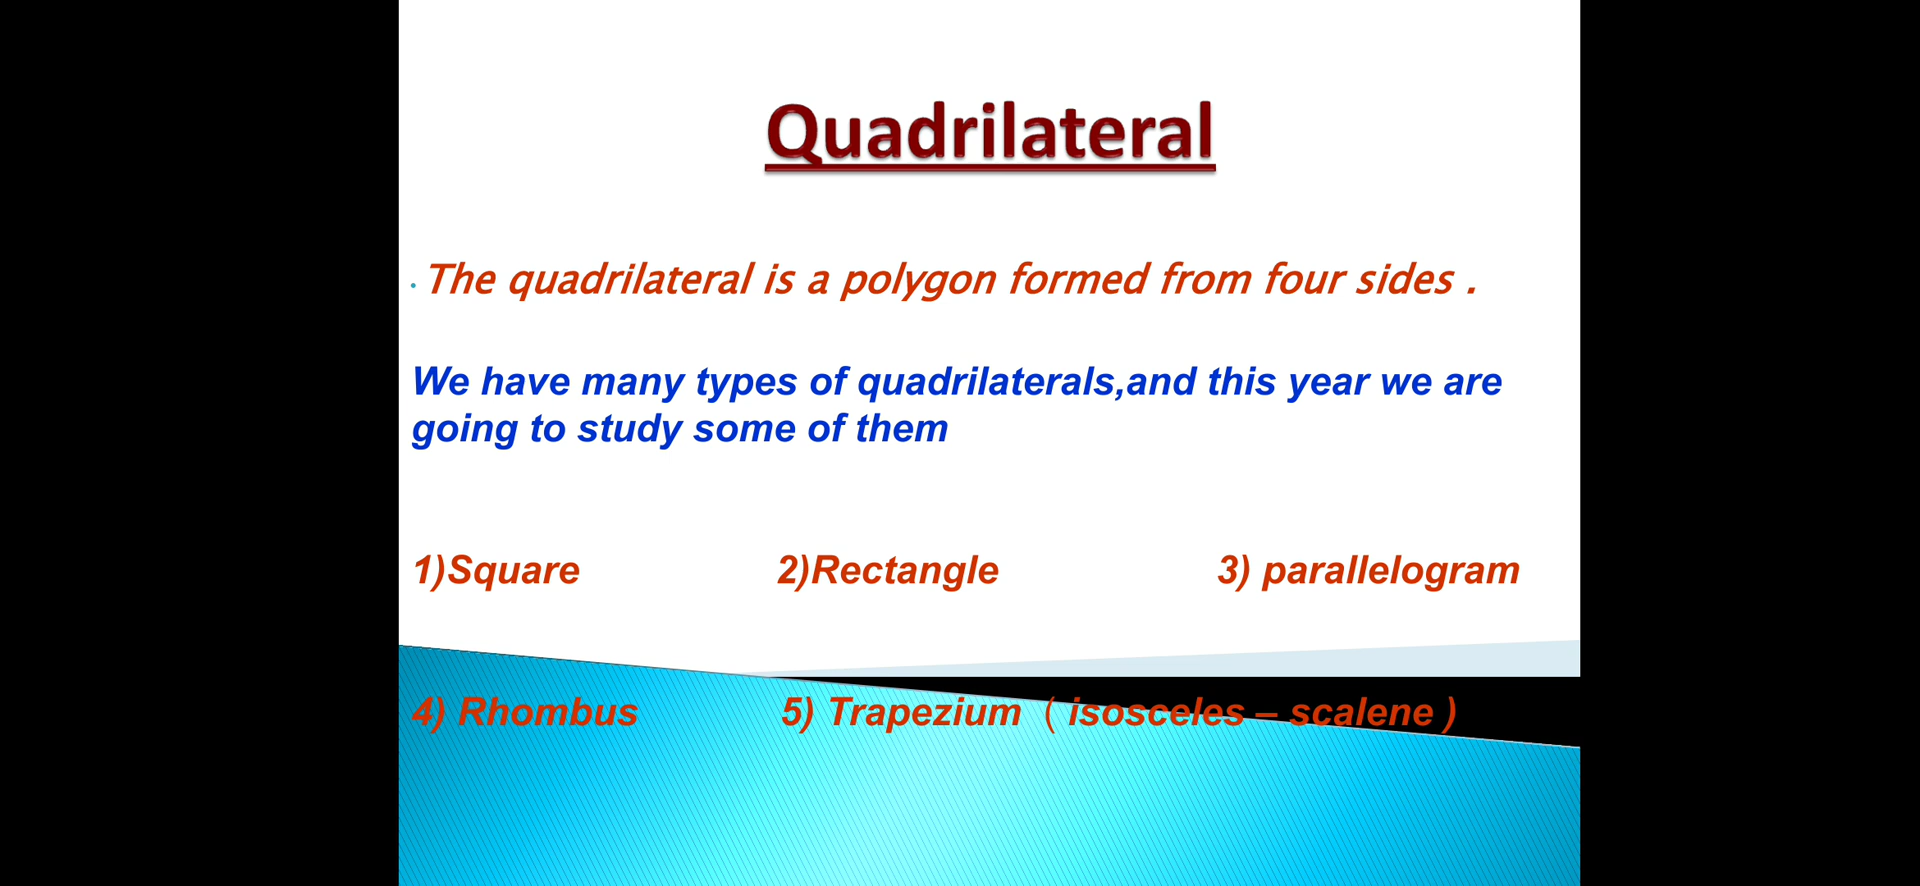 Quadrilateral
• The quadrilateral is a polygon formed from four sides .
We have many types of quadrilaterals,and this year we are
going to study some of them
1)Square 2)Rectangle 3) parallelogram
4) Rhombus 5) Trapezium ( isosceles – scalene )